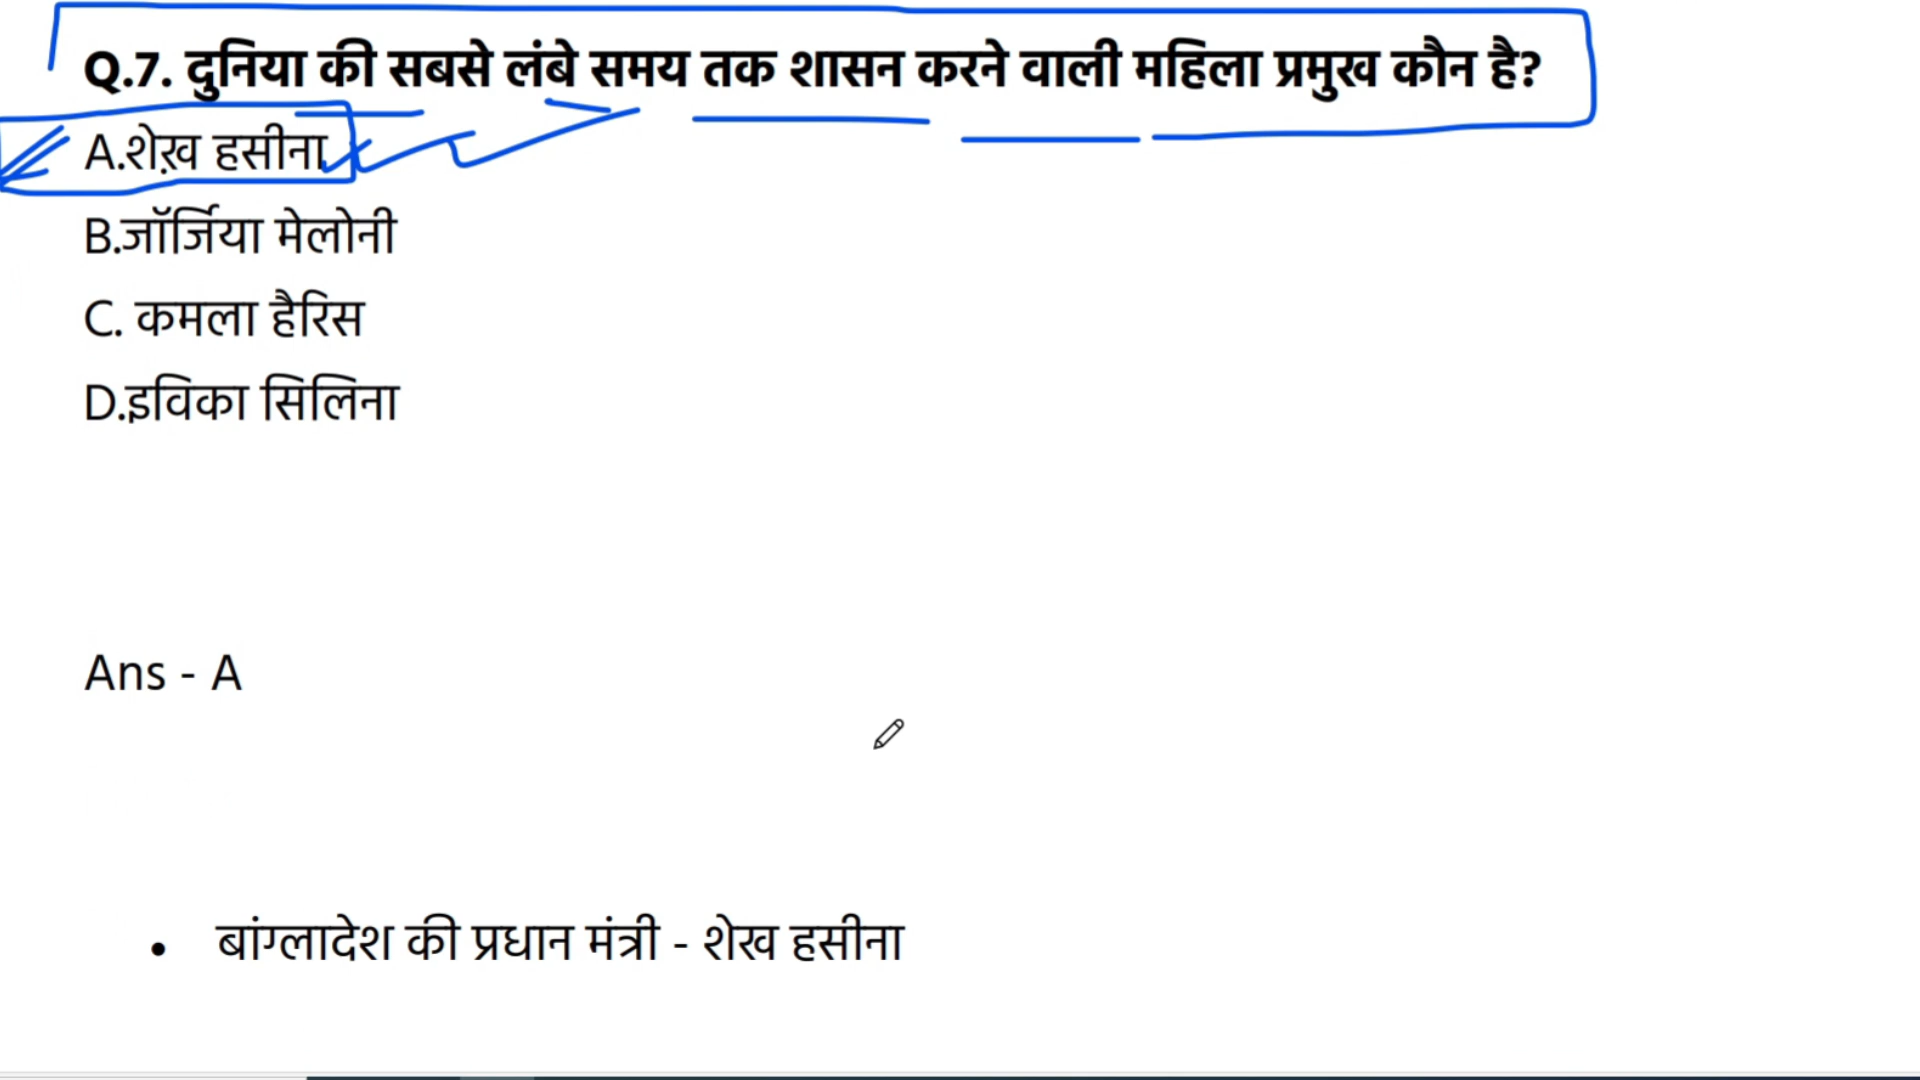 Q.7. दुनिया की सबसे लंबे समय तक शासन करने वाली महिला प्रमुख कौन है?
A.शेख़ हसीना
B.जॉर्जिया मेलोनी
C. कमला हैरिस
D.इविका सिलिना
Ans - A
• बांग्लादेश की प्रधान मंत्री - शेख हसीना